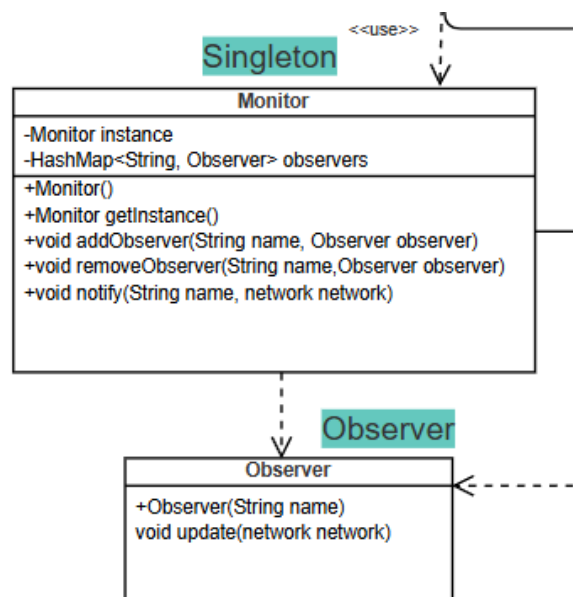 <<use>>
Singleton
Monitor
-Monitor instance
-HashMap<String, Observer> observers
+Monitor()
+Monitor getInstance()
+void addObserver(String name, Observer observer)
+void removeObserver(String name,Observer observer)
+void notify(String name, network network)
Observer
Observer
+Observer(String name)
void update(network network)